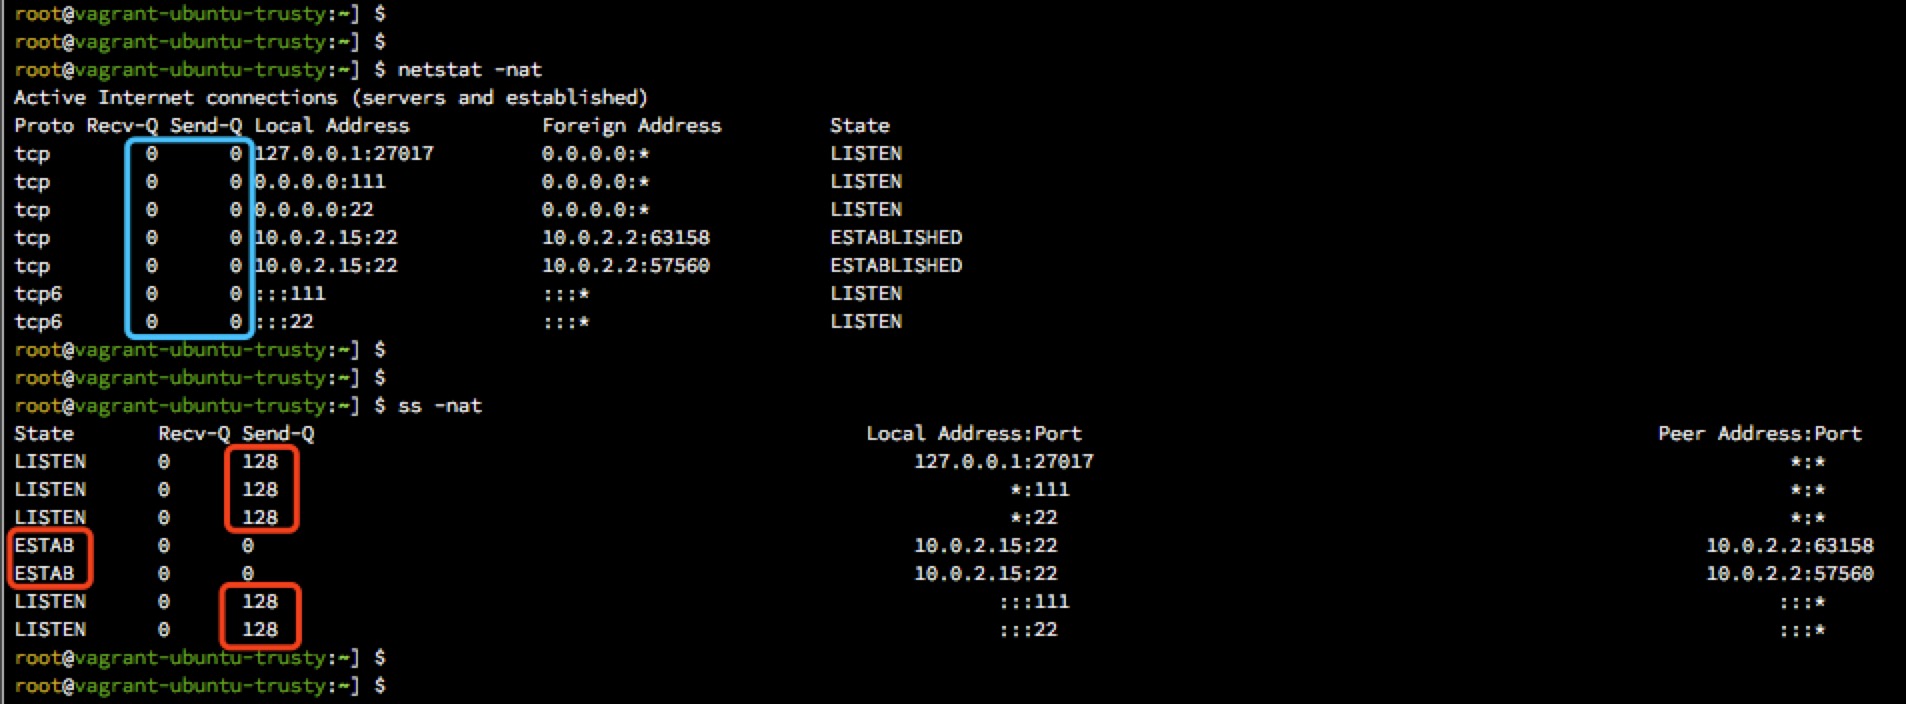 root@vagrant-ubuntu-trusty:~] $
root@vagrant-ubuntu-trusty:~] $
root@vagrant-ubuntu-trusty:~] $ netstat -nat
Active Internet connections (servers and established)
Proto Recv-Q Send-Q Local Address           Foreign Address         State
tcp        0      0 127.0.0.1:27017         0.0.0.0:*               LISTEN
tcp        0      0 0.0.0.0:111             0.0.0.0:*               LISTEN
tcp        0      0 0.0.0.0:22              0.0.0.0:*               LISTEN
tcp        0      0 10.0.2.15:22            10.0.2.2:63158          ESTABLISHED
tcp        0      0 10.0.2.15:22            10.0.2.2:57560          ESTABLISHED
tcp6       0      0 :::111                  :::*                    LISTEN
tcp6       0      0 :::22                   :::*                    LISTEN
root@vagrant-ubuntu-trusty:~] $
root@vagrant-ubuntu-trusty:~] $
root@vagrant-ubuntu-trusty:~] $ ss -nat
State Recv-Q Send-Q Local Address:Port Peer Address:Port
LISTEN 0 128 127.0.0.1:27017 *:*
LISTEN 0 128 *:111 *:*
LISTEN 0 128 *:22 *:*
ESTAB 0 0 10.0.2.15:22 10.0.2.2:63158
ESTAB 0 0 10.0.2.15:22 10.0.2.2:57560
LISTEN 0 128 :::111 :::*
LISTEN 0 128 :::22 :::*
root@vagrant-ubuntu-trusty:~] $
root@vagrant-ubuntu-trusty:~] $